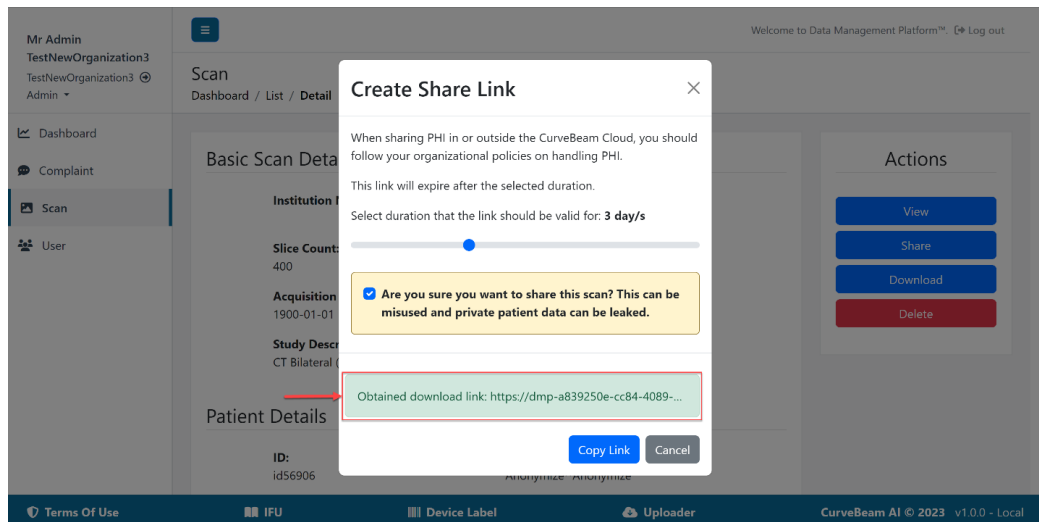 Mr Admin
TestNewOrganization3
TestNewOrganization3
Admin
Dashboard
Complaint
Scan
User
Welcome to Data Management Platform™.
Log out
Scan
Dashboard / List / Detail
Basic Scan Deta
Institution
Slice Count:
400
Acquisition
1900-01-01
Study Descr
CT Bilateral (
Patient Details
ID:
id56906
Anonymize Anonymize
Create Share Link
When sharing PHI in or outside the CurveBeam Cloud, you should
follow your organizational policies on handling PHI.
This link will expire after the selected duration.
Select duration that the link should be valid for: 3 day/s
Are you sure you want to share this scan? This can be
misused and private patient data can be leaked.
Obtained download link: https://dmp-a839250e-cc84-4089-...
Copy Link
Cancel
Actions
View
Share
Download
Delete
Terms Of Use
IFU
Device Label
Uploader
CurveBeam AI © 2023 v1.0.0 - Local